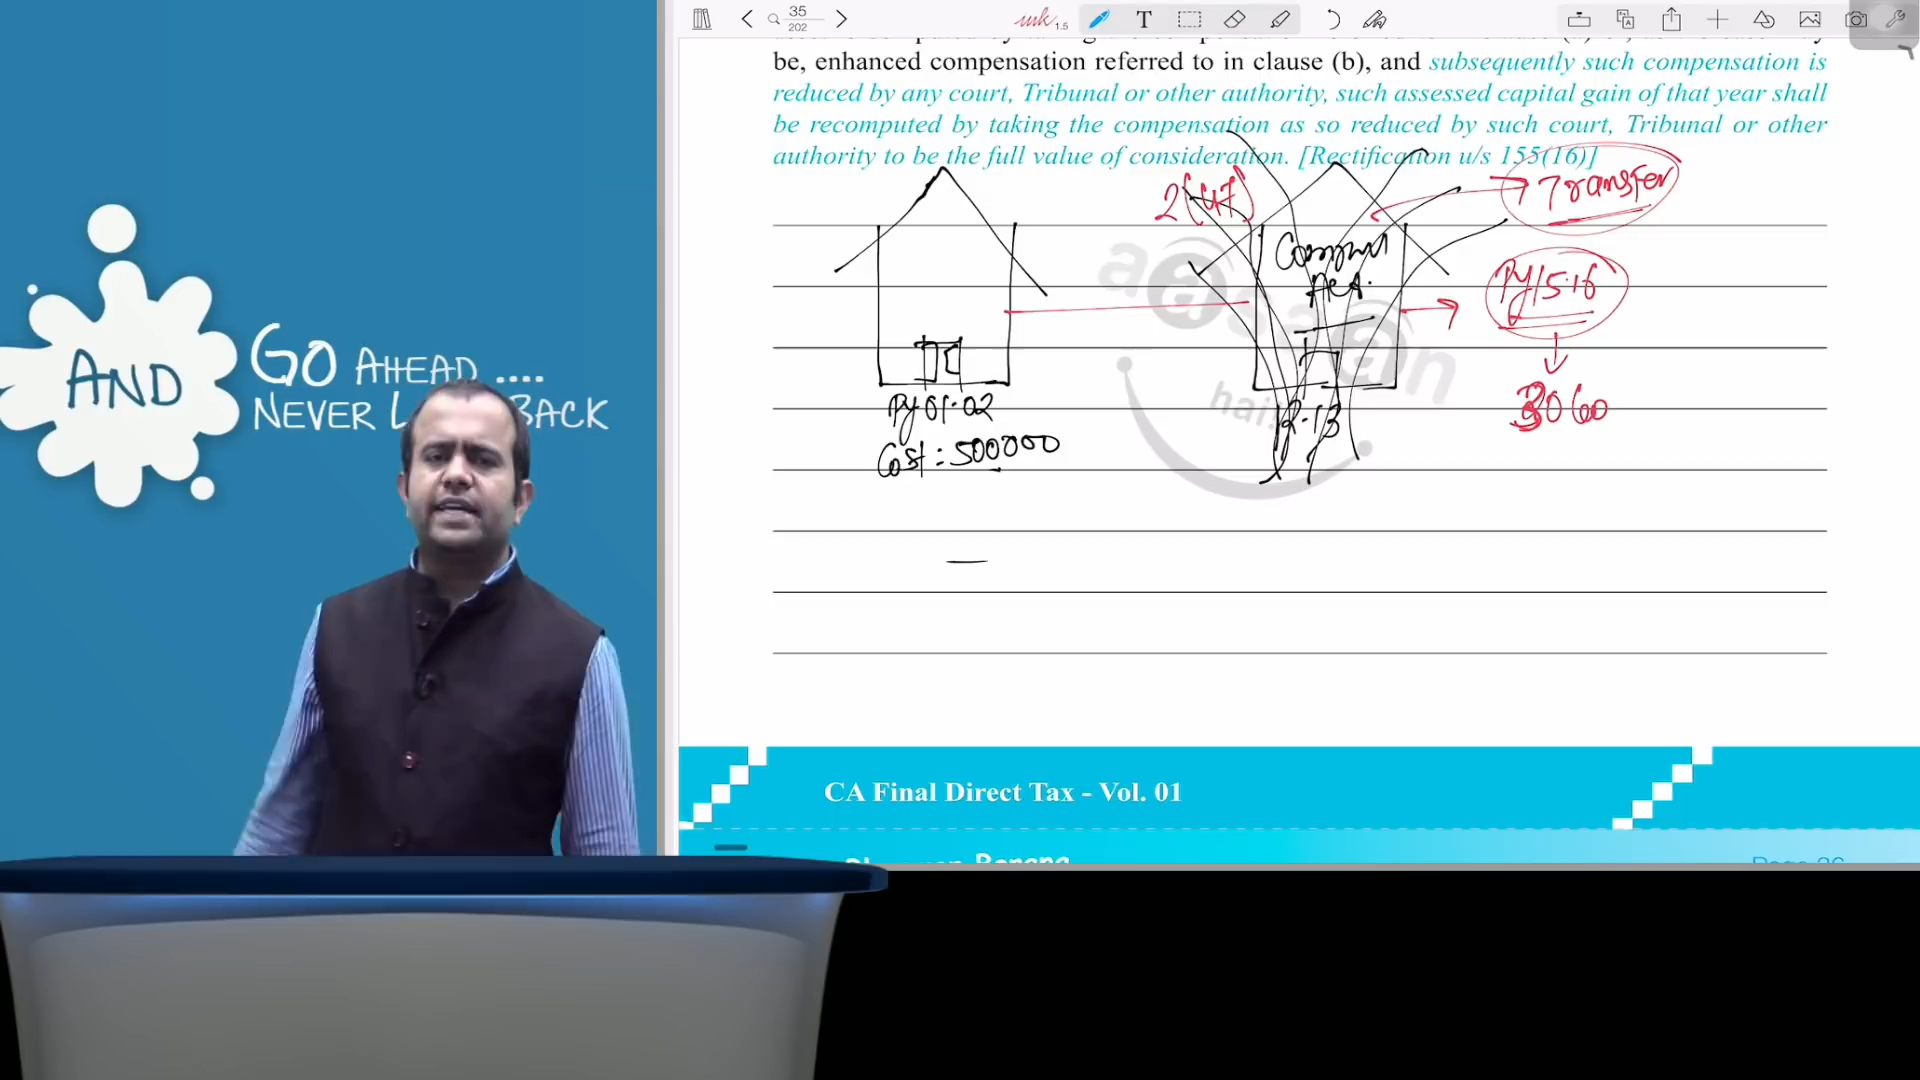 AND
GO AHEAD ....
NEVER L BACK
35
202
1.5
T
be, enhanced compensation referred to in clause (b), and subsequently such compensation is
reduced by any court, Tribunal or other authority, such assessed capital gain of that year shall
be recomputed by taking the compensation as so reduced by such court, Tribunal or other
authority to be the full value of consideration. [Rectification u/s 155(16)]
2(47)
Transfer
aasaan
hai!
PY 15.16
PY 01.02
Cost : 500000
CA Final Direct Tax - Vol. 01